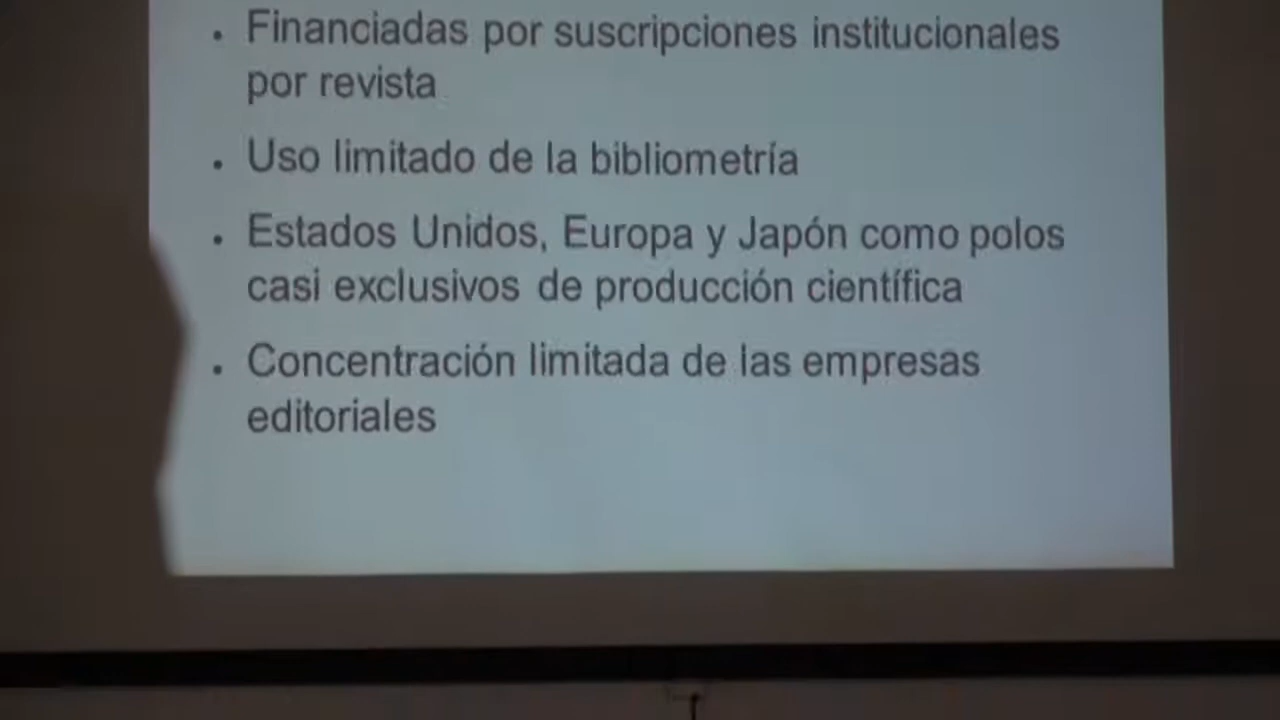 • Financiadas por suscripciones institucionales
por revista
• Uso limitado de la bibliometría
• Estados Unidos, Europa y Japón como polos
casi exclusivos de producción científica
• Concentración limitada de las empresas
editoriales